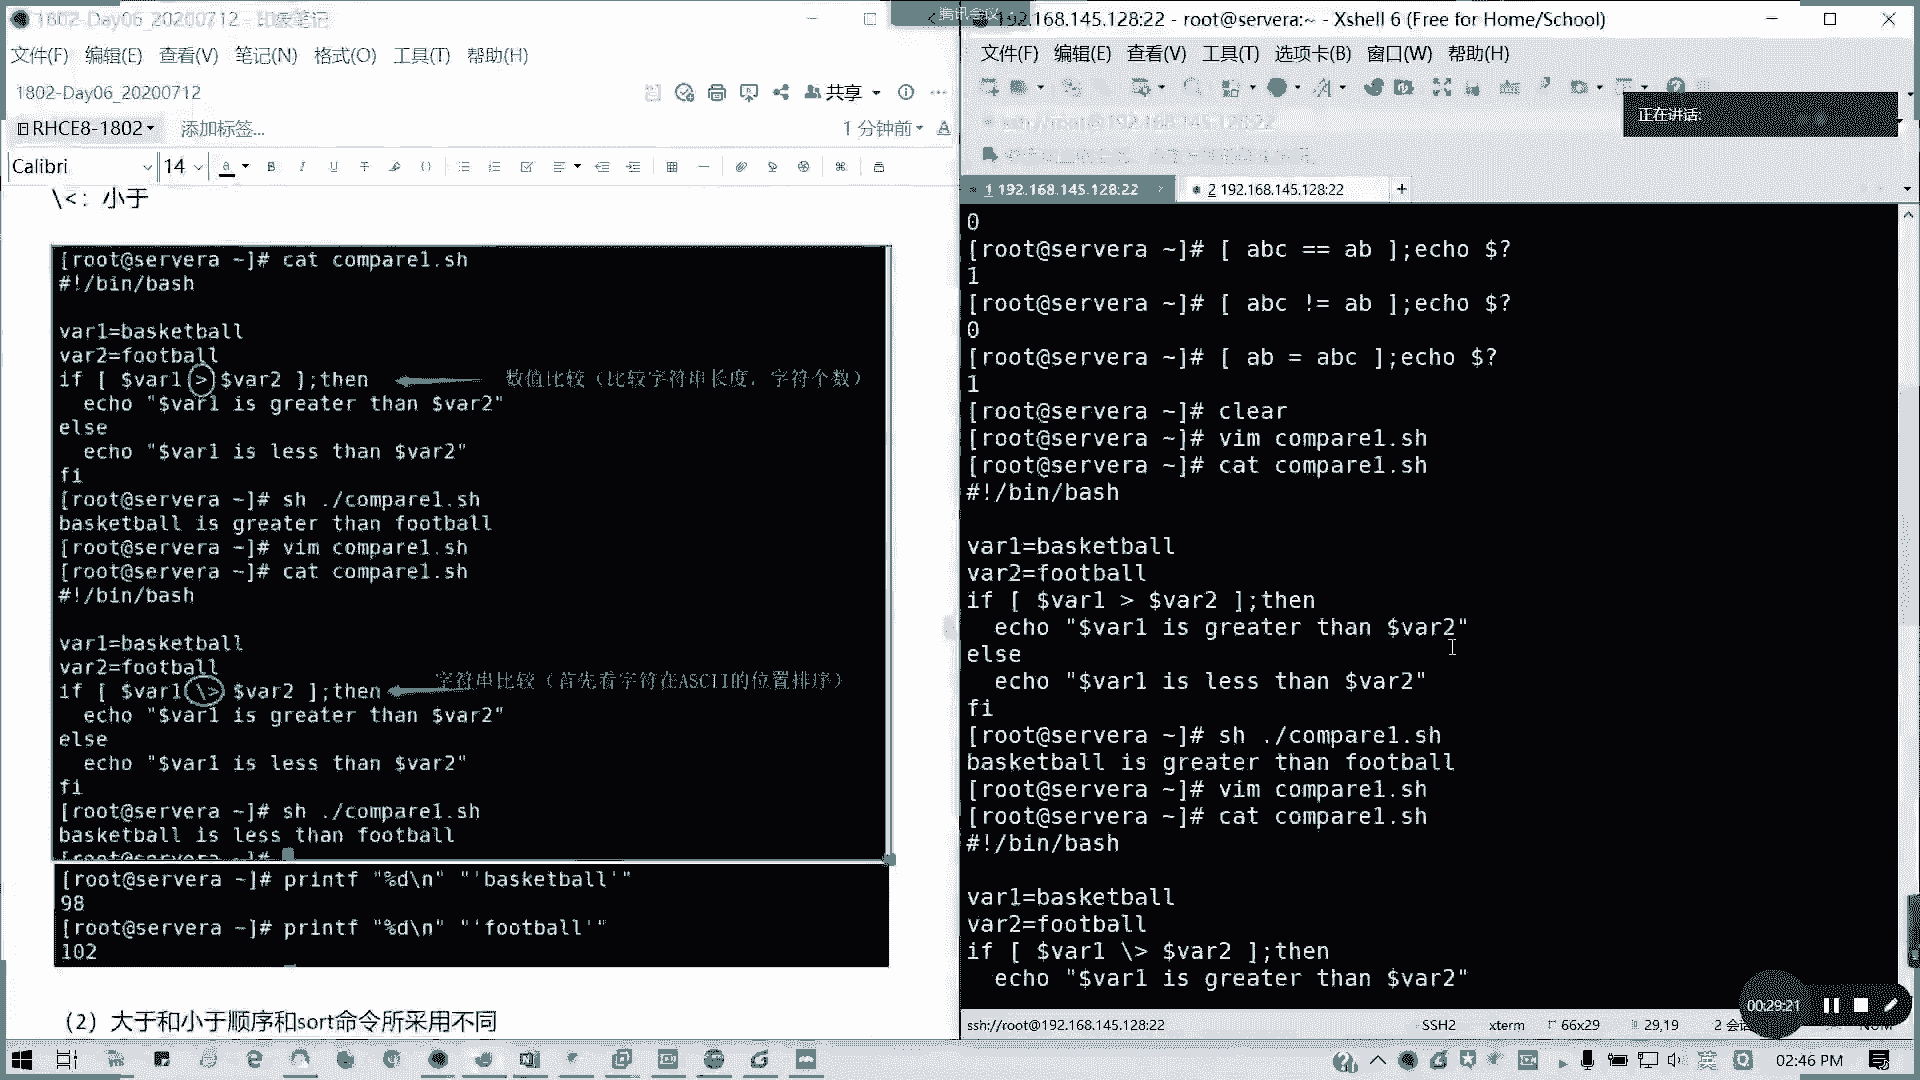 1802-Day06_20200712 - 印象笔记
文件(F) 编辑(E) 查看(V) 笔记(N) 格式(O) 工具(T) 帮助(H)
1802-Day06_20200712
共享
RHCE8-1802
添加标签...
1 分钟前
Calibri
14
\<：小于
[root@servera ~]# cat compare1.sh
#!/bin/bash
var1=basketball
var2=football
if [ $var1 > $var2 ];then
数值比较（比较字符串长度，字符个数）
echo "$var1 is greater than $var2"
else
echo "$var1 is less than $var2"
fi
[root@servera ~]# sh ./compare1.sh
basketball is greater than football
[root@servera ~]# vim compare1.sh
[root@servera ~]# cat compare1.sh
#!/bin/bash
var1=basketball
var2=football
if [ $var1 \> $var2 ];then
字符串比较（首先看字符在ASCII的位置排序）
echo "$var1 is greater than $var2"
else
echo "$var1 is less than $var2"
fi
[root@servera ~]# sh ./compare1.sh
basketball is less than football
[root@servera ~]#
[root@servera ~]# printf "%d\n" "'basketball'"
98
[root@servera ~]# printf "%d\n" "'football'"
102
（2）大于和小于顺序和sort命令所采用不同
腾讯会议
192.168.145.128:22 - root@servera:~ - Xshell 6 (Free for Home/School)
文件(F) 编辑(E) 查看(V) 工具(T) 选项卡(B) 窗口(W) 帮助(H)
ssh://root@192.168.145.128:22
正在讲话:
1 192.168.145.128:22
2 192.168.145.128:22
0
[root@servera ~]# [ abc == ab ];echo $?
1
[root@servera ~]# [ abc != ab ];echo $?
0
[root@servera ~]# [ ab = abc ];echo $?
1
[root@servera ~]# clear
[root@servera ~]# vim compare1.sh
[root@servera ~]# cat compare1.sh
#!/bin/bash
var1=basketball
var2=football
if [ $var1 > $var2 ];then
echo "$var1 is greater than $var2"
else
echo "$var1 is less than $var2"
fi
[root@servera ~]# sh ./compare1.sh
basketball is greater than football
[root@servera ~]# vim compare1.sh
[root@servera ~]# cat compare1.sh
#!/bin/bash
var1=basketball
var2=football
if [ $var1 \> $var2 ];then
echo "$var1 is greater than $var2"
00:29:21
ssh://root@192.168.145.128:22
SSH2
xterm
66x29
29,19
2 会
NUM
英
02:46 PM